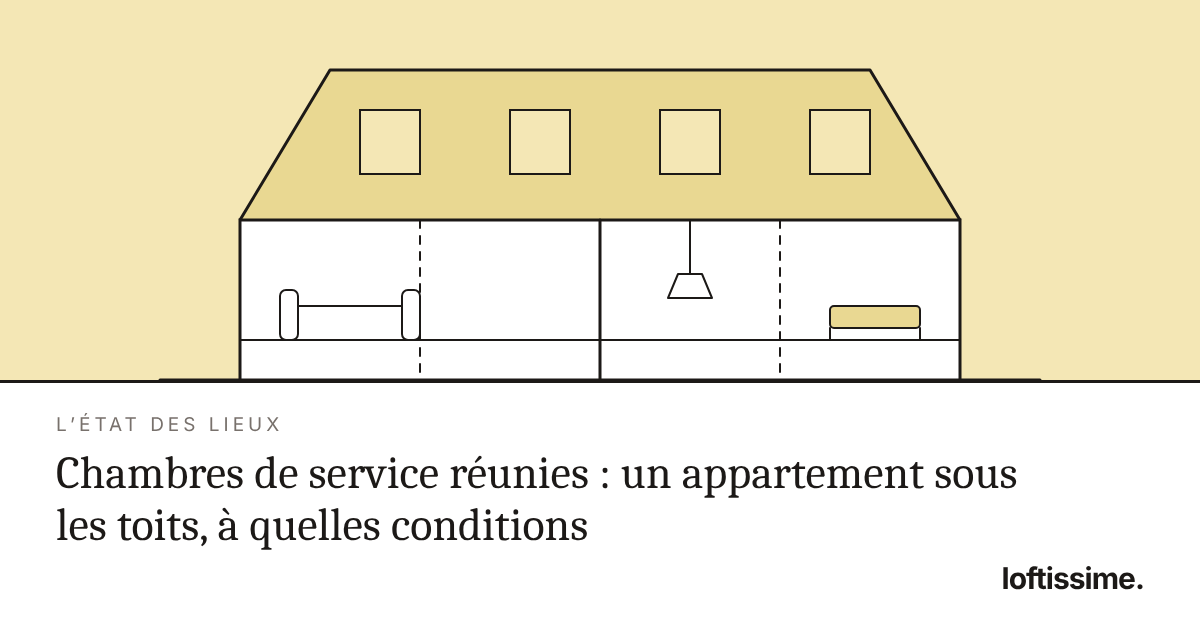 L’ÉTAT DES LIEUX
Chambres de service réunies : un appartement sous
les toits, à quelles conditions
loftissime.